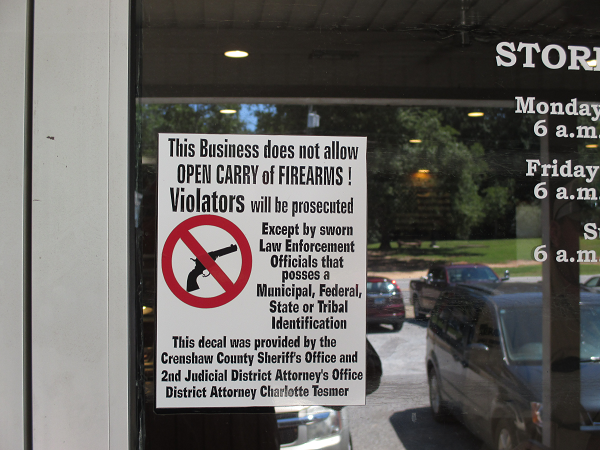 This Business does not allow
OPEN CARRY of FIREARMS !
Violators will be prosecuted
Except by sworn
Law Enforcement
Officials that
posses a
Municipal, Federal,
State or Tribal
Identification
This decal was provided by the
Crenshaw County Sheriff's Office and
2nd Judicial District Attorney's Office
District Attorney Charlotte Tesmer
Monday
6 a.m.
Friday
6 a.m.
6 a.m.